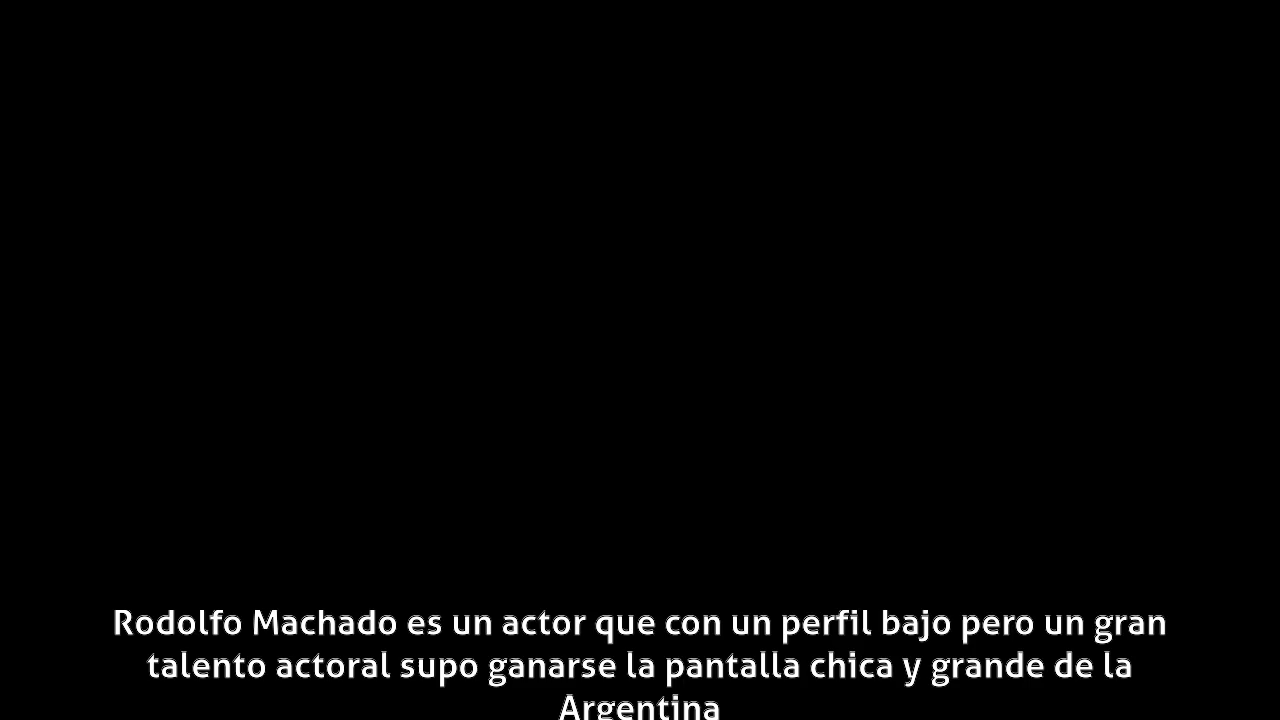 Rodolfo Machado es un actor que con un perfil bajo pero un gran
talento actoral supo ganarse la pantalla chica y grande de la
Argentina